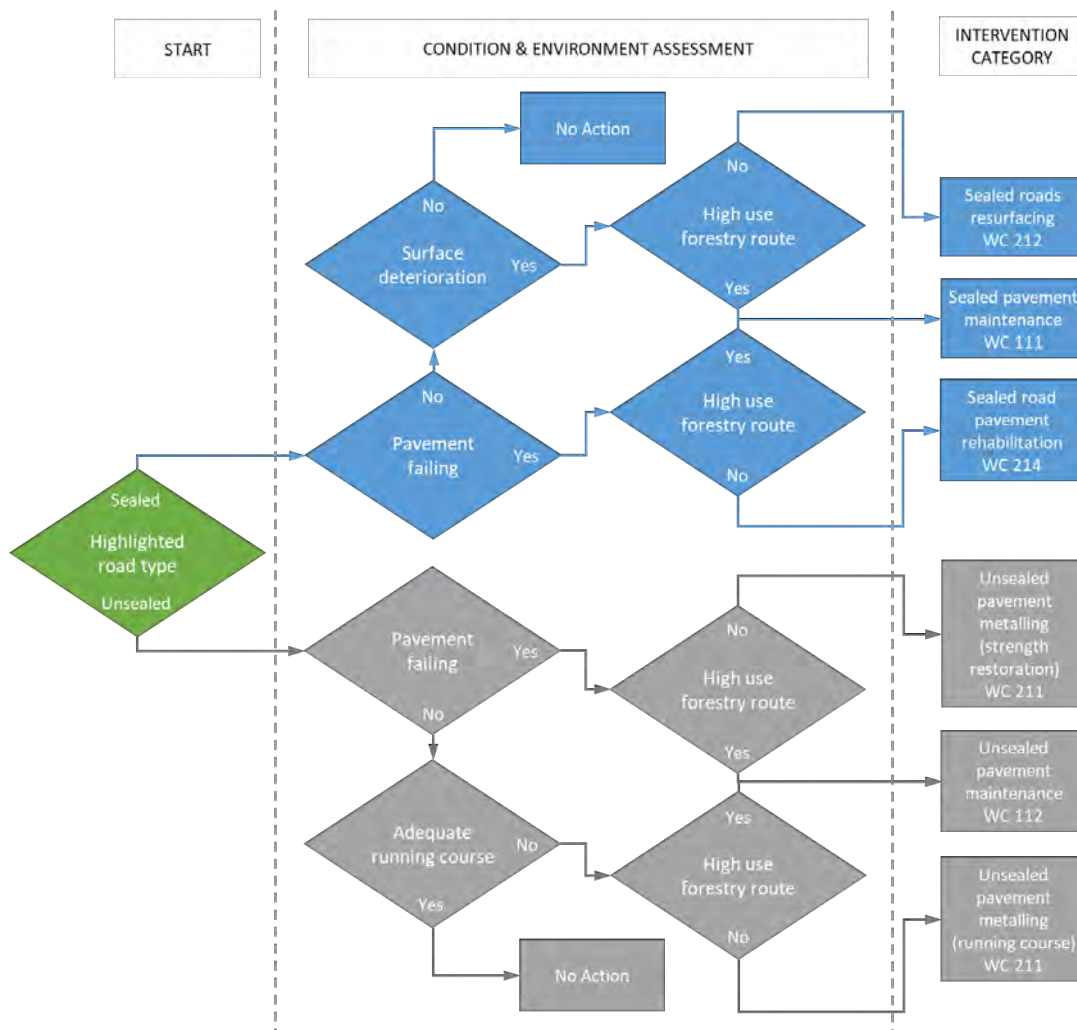 START
CONDITION & ENVIRONMENT ASSESSMENT
INTERVENTION
CATEGORY
No Action
No
Surface
deterioration
Yes
No
High use
forestry route
Yes
Sealed roads
resurfacing
WC 212
Sealed pavement
maintenance
WC 111
No
Pavement
failing
Yes
Yes
High use
forestry route
No
Sealed road
pavement
rehabilitation
WC 214
Sealed
Highlighted
road type
Unsealed
Pavement
failing
Yes
No
No
High use
forestry route
Yes
Unsealed
pavement
metalling
(strength
restoration)
WC 211
Unsealed
pavement
maintenance
WC 112
Adequate
running course
No
Yes
Yes
High use
forestry route
No
Unsealed
pavement
metalling
(running course)
WC 211
No Action